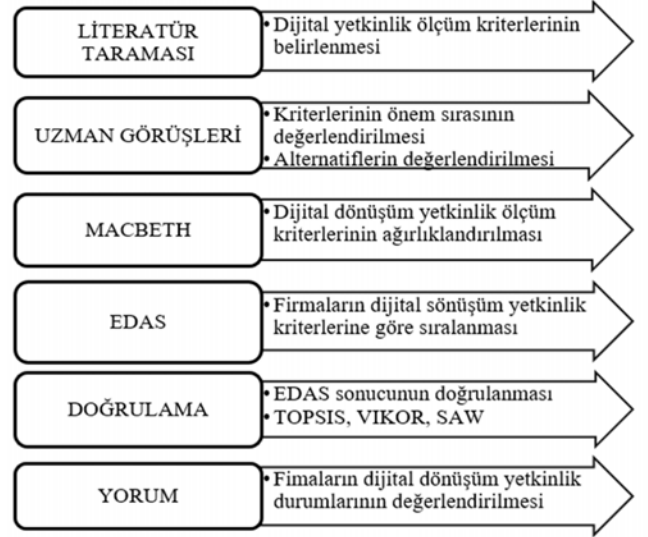 LİTERATÜR
TARAMASI
• Dijital yetkinlik ölçüm kriterlerinin
belirlenmesi
UZMAN GÖRÜŞLERİ
• Kriterlerinin önem sırasının
değerlendirilmesi
• Alternatiflerin değerlendirilmesi
MACBETH
• Dijital dönüşüm yetkinlik ölçüm
kriterlerinin ağırlıklandırılması
EDAS
• Firmaların dijital sönüşüm yetkinlik
kriterlerine göre sıralanması
DOĞRULAMA
• EDAS sonucunun doğrulanması
• TOPSIS, VIKOR, SAW
YORUM
• Fimaların dijital dönüşüm yetkinlik
durumlarının değerlendirilmesi